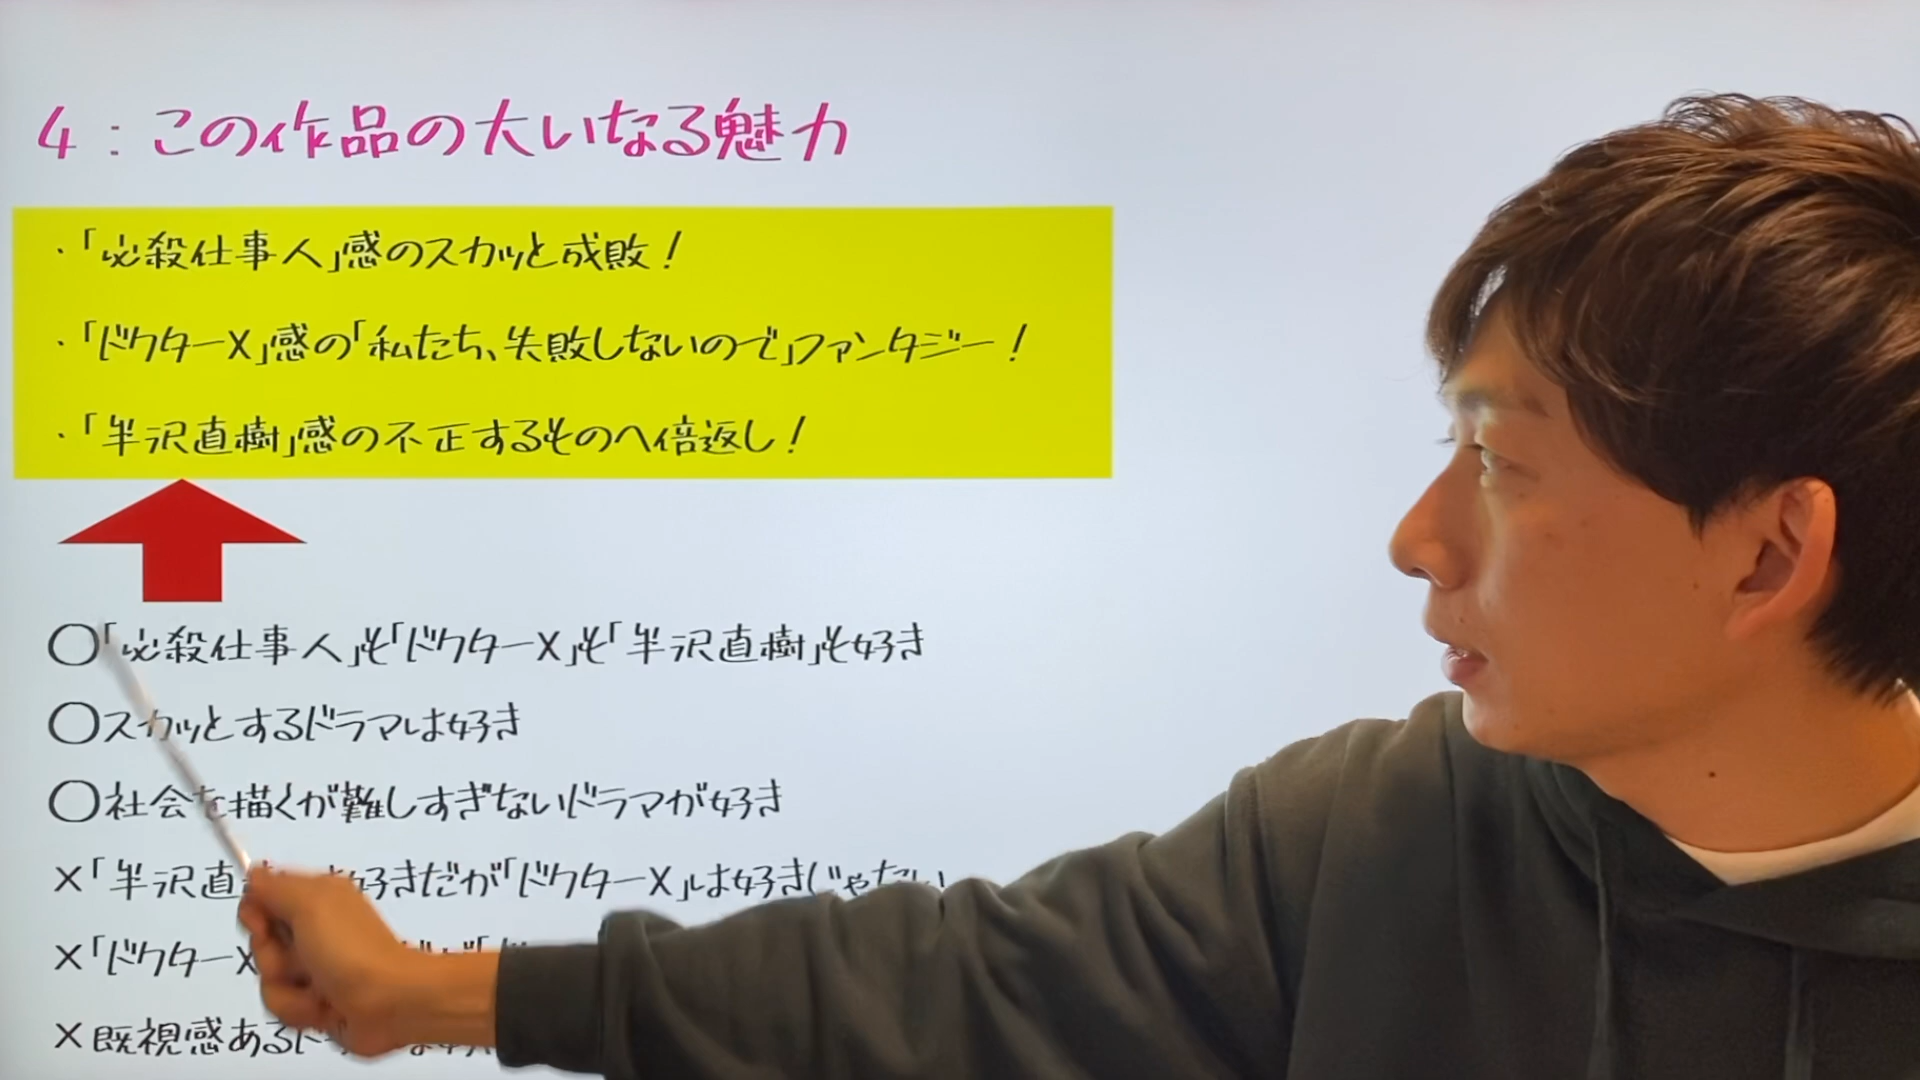 4：この作品の大いなる魅力
・「必殺仕事人」感のスカッと成敗！
・「ドクターX」感の「私たち、失敗しないので」ファンタジー！
・「半沢直樹」感の不正するものへ倍返し！
○「必殺仕事人」も「ドクターX」も「半沢直樹」も好き
○スカッとするドラマは好き
○社会を描くが難しすぎないドラマが好き
×「半沢直 好きだが「ドクターX」は好きじゃない
×「ドクターX
×既視感ある